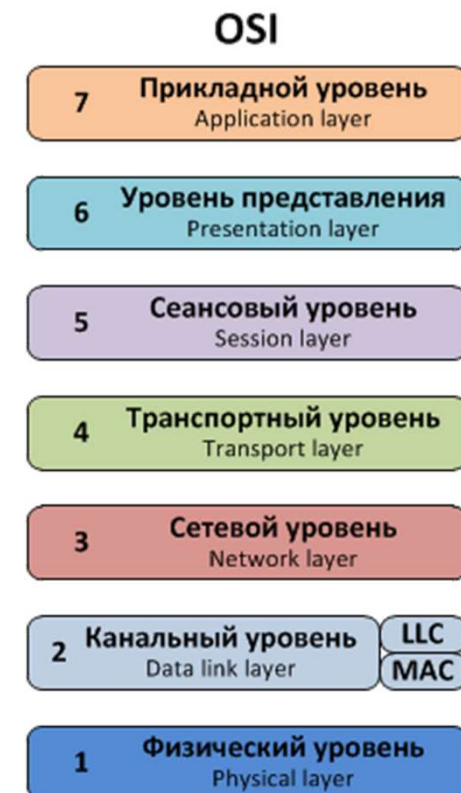 OSI
7 Прикладной уровень
Application layer
6 Уровень представления
Presentation layer
5 Сеансовый уровень
Session layer
4 Транспортный уровень
Transport layer
3 Сетевой уровень
Network layer
2 Канальный уровень LLC
Data link layer MAC
1 Физический уровень
Physical layer